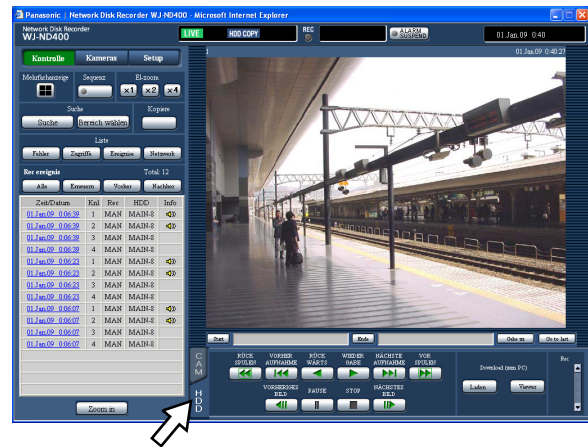 Panasonic | Network Disk Recorder WJ-ND400 - Microsoft Internet Explorer
Network Disk Recorder
WJ-ND400
LIVE
HDD COPY
REC
ALARM
SUSPEND
01.Jan.09 0:40
Kontrolle Kameras Setup
01.Jan.09 0:40:27
Sequenz El-zoom
x1 x2 x4
Suche Kopiere
Suche Bereich wählen
Liste
Fehler Zugriffe Ereignise Netzwerk
Rec ereignis Total: 12
Alle Erneuern Vorher Nachher
Zeit/Datum Knl Rec HDD Info
01.Jan.09 0:06:39 1 MAN MAIN-8
01.Jan.09 0:06:39 2 MAN MAIN-8
01.Jan.09 0:06:39 3 MAN MAIN-8
01.Jan.09 0:06:39 4 MAN MAIN-8
01.Jan.09 0:06:23 1 MAN MAIN-8
01.Jan.09 0:06:23 2 MAN MAIN-8
01.Jan.09 0:06:23 3 MAN MAIN-8
01.Jan.09 0:06:23 4 MAN MAIN-8
01.Jan.09 0:06:07 1 MAN MAIN-8
01.Jan.09 0:06:07 2 MAN MAIN-8
01.Jan.09 0:06:07 3 MAN MAIN-8
01.Jan.09 0:06:07 4 MAN MAIN-8
Zoom in
Start Ende Gehe zu Go to last
CAM
HDD
RÜCK SPULEN
VORHER AUFNAHME
RÜCK WÄRTS
WIEDER GABE
NÄCHSTE AUFNAHME
VOR SPULEN
VORHERIGES BILD
PAUSE
STOP
NÄCHSTES BILD
Download (zum PC)
Laden Viewer
Rec